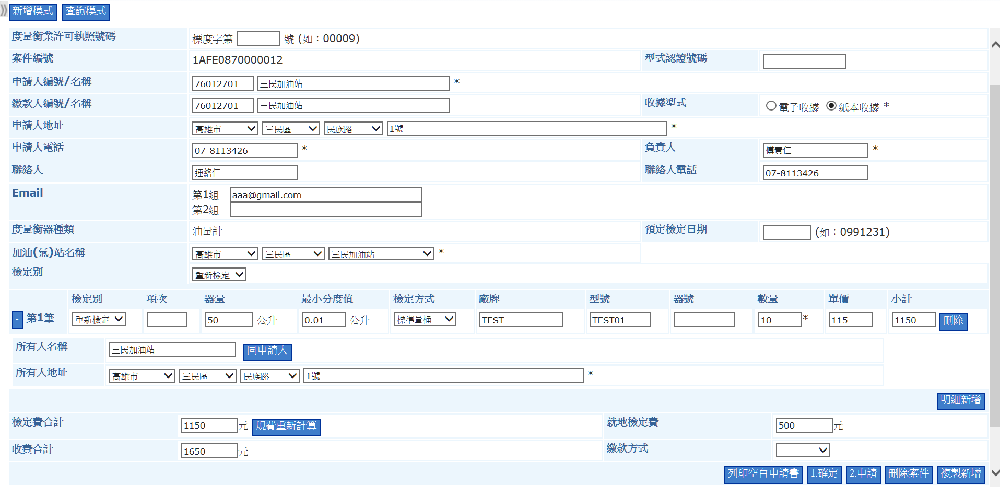 新增模式 查詢模式
度量衡業許可執照號碼 標度字第 號 (如：00009)
案件編號 1AFE0870000012 型式認證號碼
申請人編號/名稱 76012701 三民加油站 *
繳款人編號/名稱 76012701 三民加油站 收據型式 電子收據 紙本收據 *
申請人地址 高雄市 三民區 民族路 1號 *
申請人電話 07-8113426 * 負責人 傅責仁 *
聯絡人 連絡仁 聯絡人電話 07-8113426
Email 第1組 aaa@gmail.com
第2組
度量衡器種類 油量計 預定檢定日期 (如：0991231)
加油(氣)站名稱 高雄市 三民區 三民加油站 *
檢定別 重新檢定
檢定別 項次 器量 最小分度值 檢定方式 廠牌 型號 器號 數量 單價 小計
- 第1筆 重新檢定 50 公升 0.01 公升 標準量桶 TEST TEST01 10 * 115 1150 刪除
所有人名稱 三民加油站 同申請人
所有人地址 高雄市 三民區 民族路 1號 *
明細新增
檢定費合計 1150 元 規費重新計算 就地檢定費 500 元
收費合計 1650 元 繳款方式
列印空白申請書 1.確定 2.申請 刪除案件 複製新增